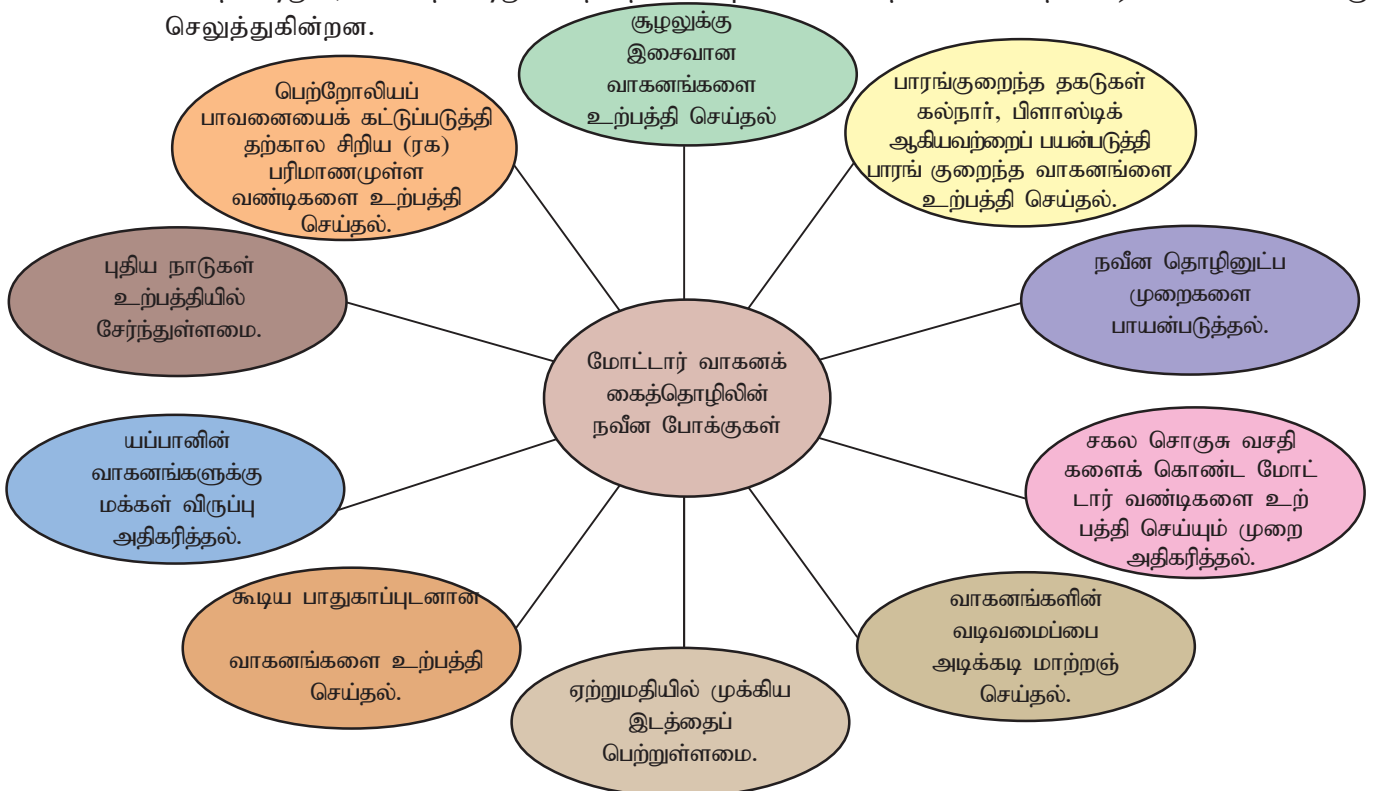 செலுத்துகின்றன.
சூழலுக்கு
இசைவான
வாகனங்களை
உற்பத்தி செய்தல்
பாரங்குறைந்த தகடுகள்
கல்நார், பிளாஸ்டிக்
ஆகியவற்றைப் பயன்படுத்தி
பாரங் குறைந்த வாகனங்ளை
உற்பத்தி செய்தல்.
நவீன தொழினுட்ப
முறைகளை
பாயன்படுத்தல்.
சகல சொகுசு வசதி
களைக் கொண்ட மோட்
டார் வண்டிகளை உற்
பத்தி செய்யும் முறை
அதிகரித்தல்.
வாகனங்களின்
வடிவமைப்பை
அடிக்கடி மாற்றஞ்
செய்தல்.
ஏற்றுமதியில் முக்கிய
இடத்தைப்
பெற்றுள்ளமை.
கூடிய பாதுகாப்புடனான
வாகனங்களை உற்பத்தி
செய்தல்.
யப்பானின்
வாகனங்களுக்கு
மக்கள் விருப்பு
அதிகரித்தல்.
புதிய நாடுகள்
உற்பத்தியில்
சேர்ந்துள்ளமை.
பெற்றோலியப்
பாவனையைக் கட்டுப்படுத்தி
தற்கால சிறிய (ரக)
பரிமாணமுள்ள
வண்டிகளை உற்பத்தி
செய்தல்.
மோட்டார் வாகனக்
கைத்தொழிலின்
நவீன போக்குகள்